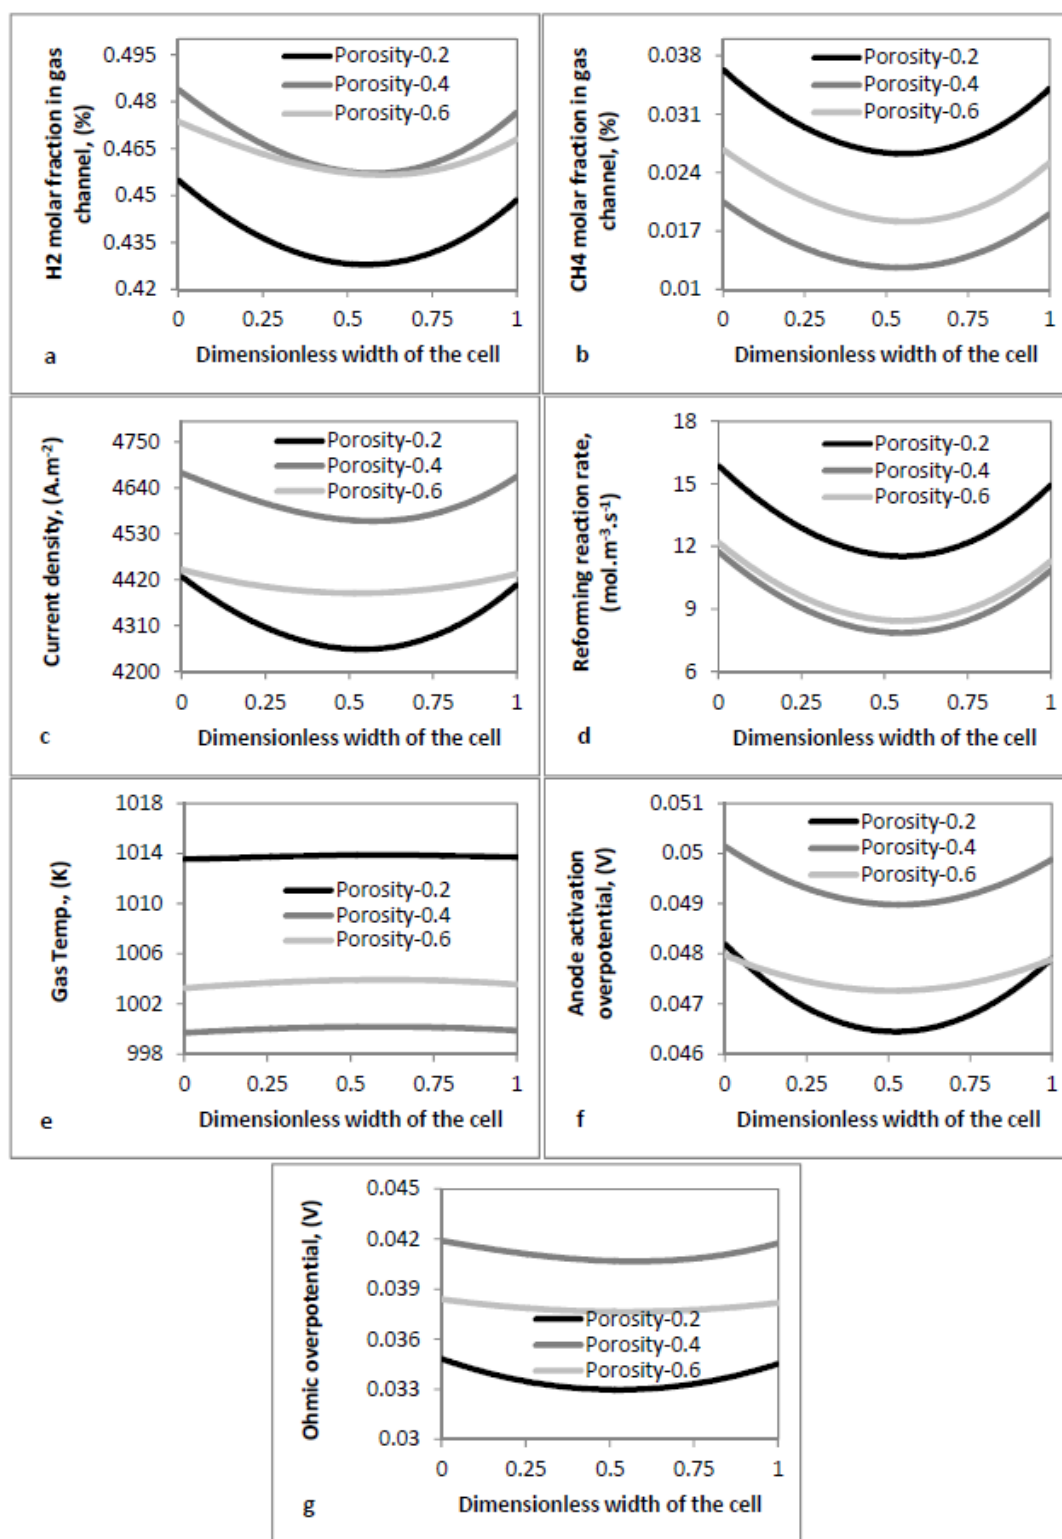 H2 molar fraction in gas
channel, (%)
0.495
0.48
0.465
0.45
0.435
0.42
Porosity-0.2
Porosity-0.4
Porosity-0.6
0 0.25 0.5 0.75 1
Dimensionless width of the cell
a
CH4 molar fraction in gas
channel, (%)
0.038
0.031
0.024
0.017
0.01
Porosity-0.2
Porosity-0.4
Porosity-0.6
0 0.25 0.5 0.75 1
Dimensionless width of the cell
b
Current density, (A.m⁻²)
4750
4640
4530
4420
4310
4200
Porosity-0.2
Porosity-0.4
Porosity-0.6
0 0.25 0.5 0.75 1
Dimensionless width of the cell
c
Reforming reaction rate,
(mol.m⁻³.s⁻¹)
18
15
12
9
6
Porosity-0.2
Porosity-0.4
Porosity-0.6
0 0.25 0.5 0.75 1
Dimensionless width of the cell
d
Gas Temp., (K)
1018
1014
1010
1006
1002
998
Porosity-0.2
Porosity-0.4
Porosity-0.6
0 0.25 0.5 0.75 1
Dimensionless width of the cell
e
Anode activation
overpotential, (V)
0.051
0.05
0.049
0.048
0.047
0.046
Porosity-0.2
Porosity-0.4
Porosity-0.6
0 0.25 0.5 0.75 1
Dimensionless width of the cell
f
Ohmic overpotential, (V)
0.045
0.042
0.039
0.036
0.033
0.03
Porosity-0.2
Porosity-0.4
Porosity-0.6
0 0.25 0.5 0.75 1
Dimensionless width of the cell
g